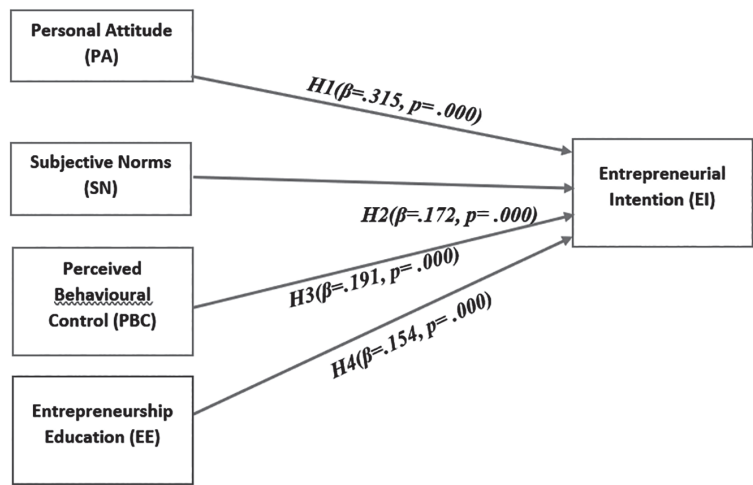 Personal Attitude
(PA)
H1(β=.315, p= .000)
Subjective Norms
(SN)
Entrepreneurial
Intention (EI)
H2(β=.172, p= .000)
Perceived
Behavioural
Control (PBC)
H3(β=.191, p= .000)
H4(β=.154, p= .000)
Entrepreneurship
Education (EE)